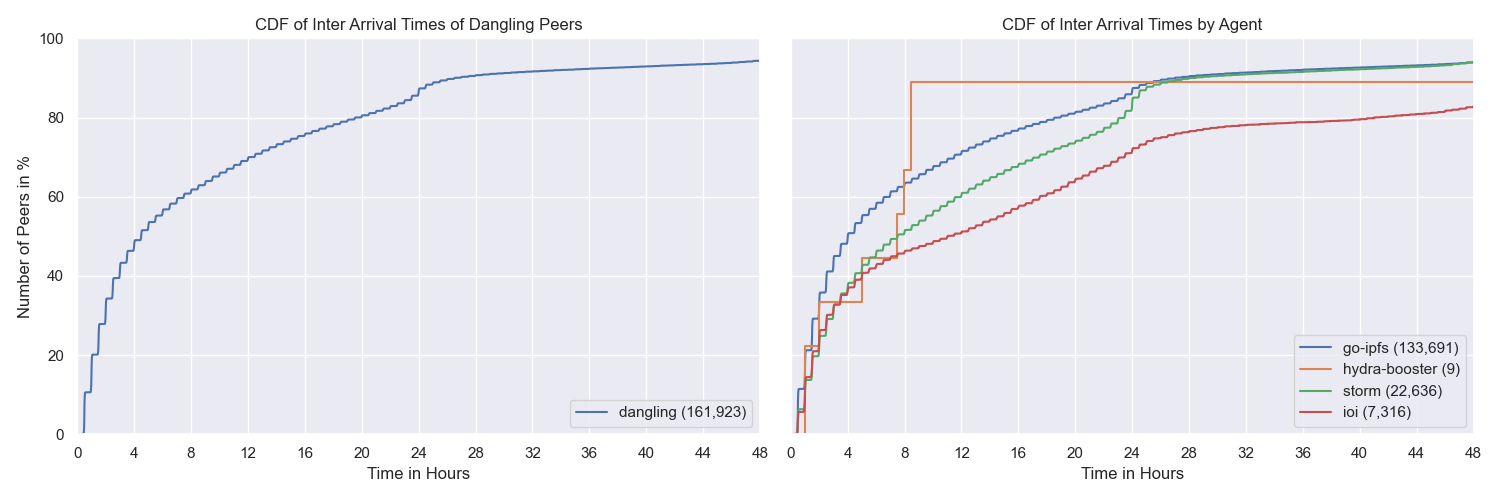 CDF of Inter Arrival Times of Dangling Peers
Number of Peers in %
100
80
60
40
20
0
dangling (161,923)
0 4 8 12 16 20 24 28 32 36 40 44 48
Time in Hours
CDF of Inter Arrival Times by Agent
go-ipfs (133,691)
hydra-booster (9)
storm (22,636)
ioi (7,316)
0 4 8 12 16 20 24 28 32 36 40 44 48
Time in Hours